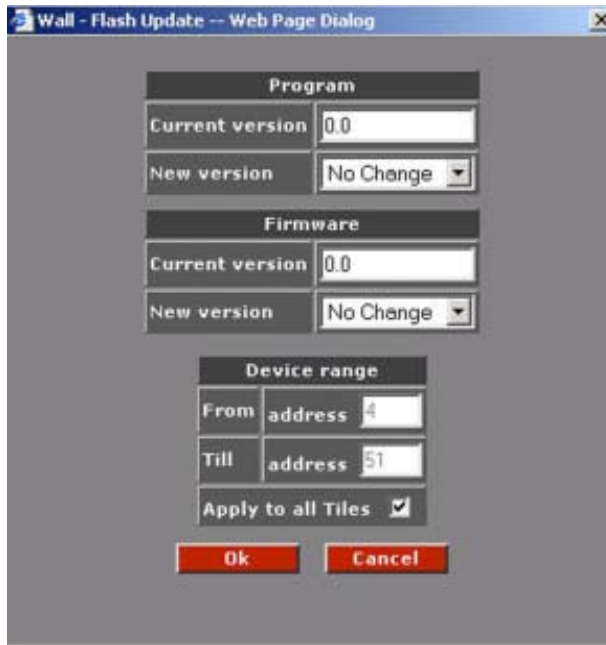 Wall - Flash Update -- Web Page Dialog
Program
Current version 0.0
New version No Change
Firmware
Current version 0.0
New version No Change
Device range
From address 4
Till address 51
Apply to all Tiles
Ok Cancel